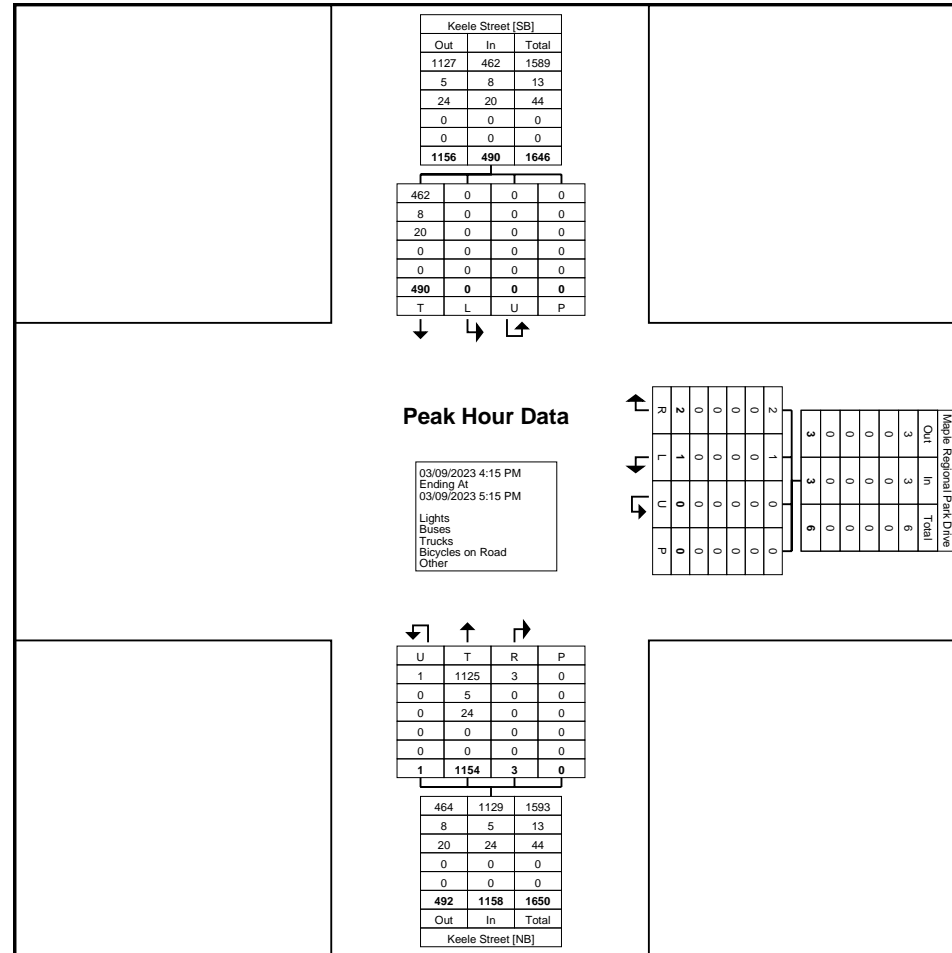 Keele Street [SB]
Out In Total
1127 462 1589
5 8 13
24 20 44
0 0 0
0 0 0
1156 490 1646
462 0 0 0
8 0 0 0
20 0 0 0
0 0 0 0
0 0 0 0
490 0 0 0
T L U P
Peak Hour Data
03/09/2023 4:15 PM
Ending At
03/09/2023 5:15 PM
Lights
Buses
Trucks
Bicycles on Road
Other
Maple Regional Park Drive
Out In Total
3 3 6
0 0 0
0 0 0
0 0 0
0 0 0
3 3 6
2 1 0 0
0 0 0 0
0 0 0 0
0 0 0 0
0 0 0 0
2 1 0 0
R L U P
U T R P
1 1125 3 0
0 5 0 0
0 24 0 0
0 0 0 0
0 0 0 0
1 1154 3 0
464 1129 1593
8 5 13
20 24 44
0 0 0
0 0 0
492 1158 1650
Out In Total
Keele Street [NB]